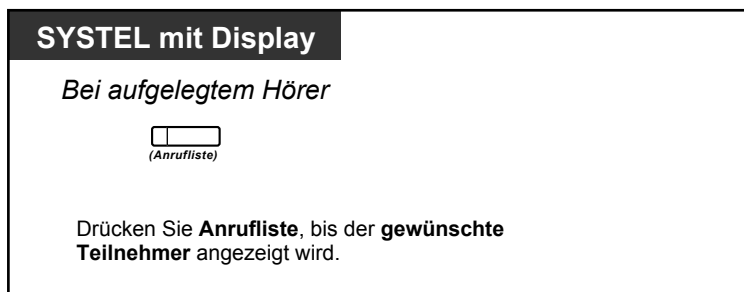 SYSTEL mit Display
Bei aufgelegtem Hörer
(Anrufliste)
Drücken Sie Anrufliste, bis der gewünschte
Teilnehmer angezeigt wird.